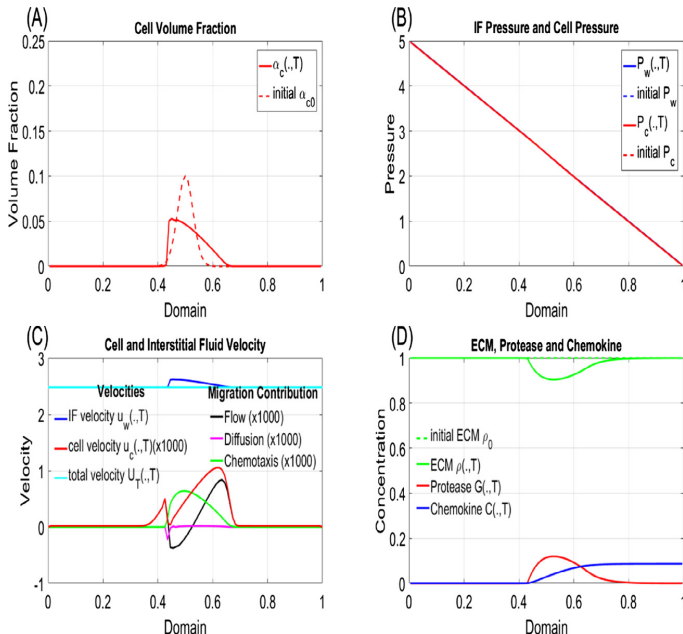 (A)
Cell Volume Fraction
0.25
0.2
0.15
0.1
0.05
0
0 0.2 0.4 0.6 0.8 1
Volume Fraction
Domain
α_c(.,T)
initial α_c0
(B)
IF Pressure and Cell Pressure
5
4
3
2
1
0
0 0.2 0.4 0.6 0.8 1
Pressure
Domain
P_w(.,T)
initial P_w
P_c(.,T)
initial P_c
(C)
Cell and Interstitial Fluid Velocity
3
2
1
0
-1
0 0.2 0.4 0.6 0.8 1
Velocity
Domain
Velocities
IF velocity u_w(.,T)
cell velocity u_c(.,T)(x1000)
total velocity U_T(.,T)
Migration Contribution
Flow (x1000)
Diffusion (x1000)
Chemotaxis (x1000)
(D)
ECM, Protease and Chemokine
1
0.8
0.6
0.4
0.2
0
0 0.2 0.4 0.6 0.8 1
Concentration
Domain
initial ECM ρ_0
ECM ρ(.,T)
Protease G(.,T)
Chemokine C(.,T)